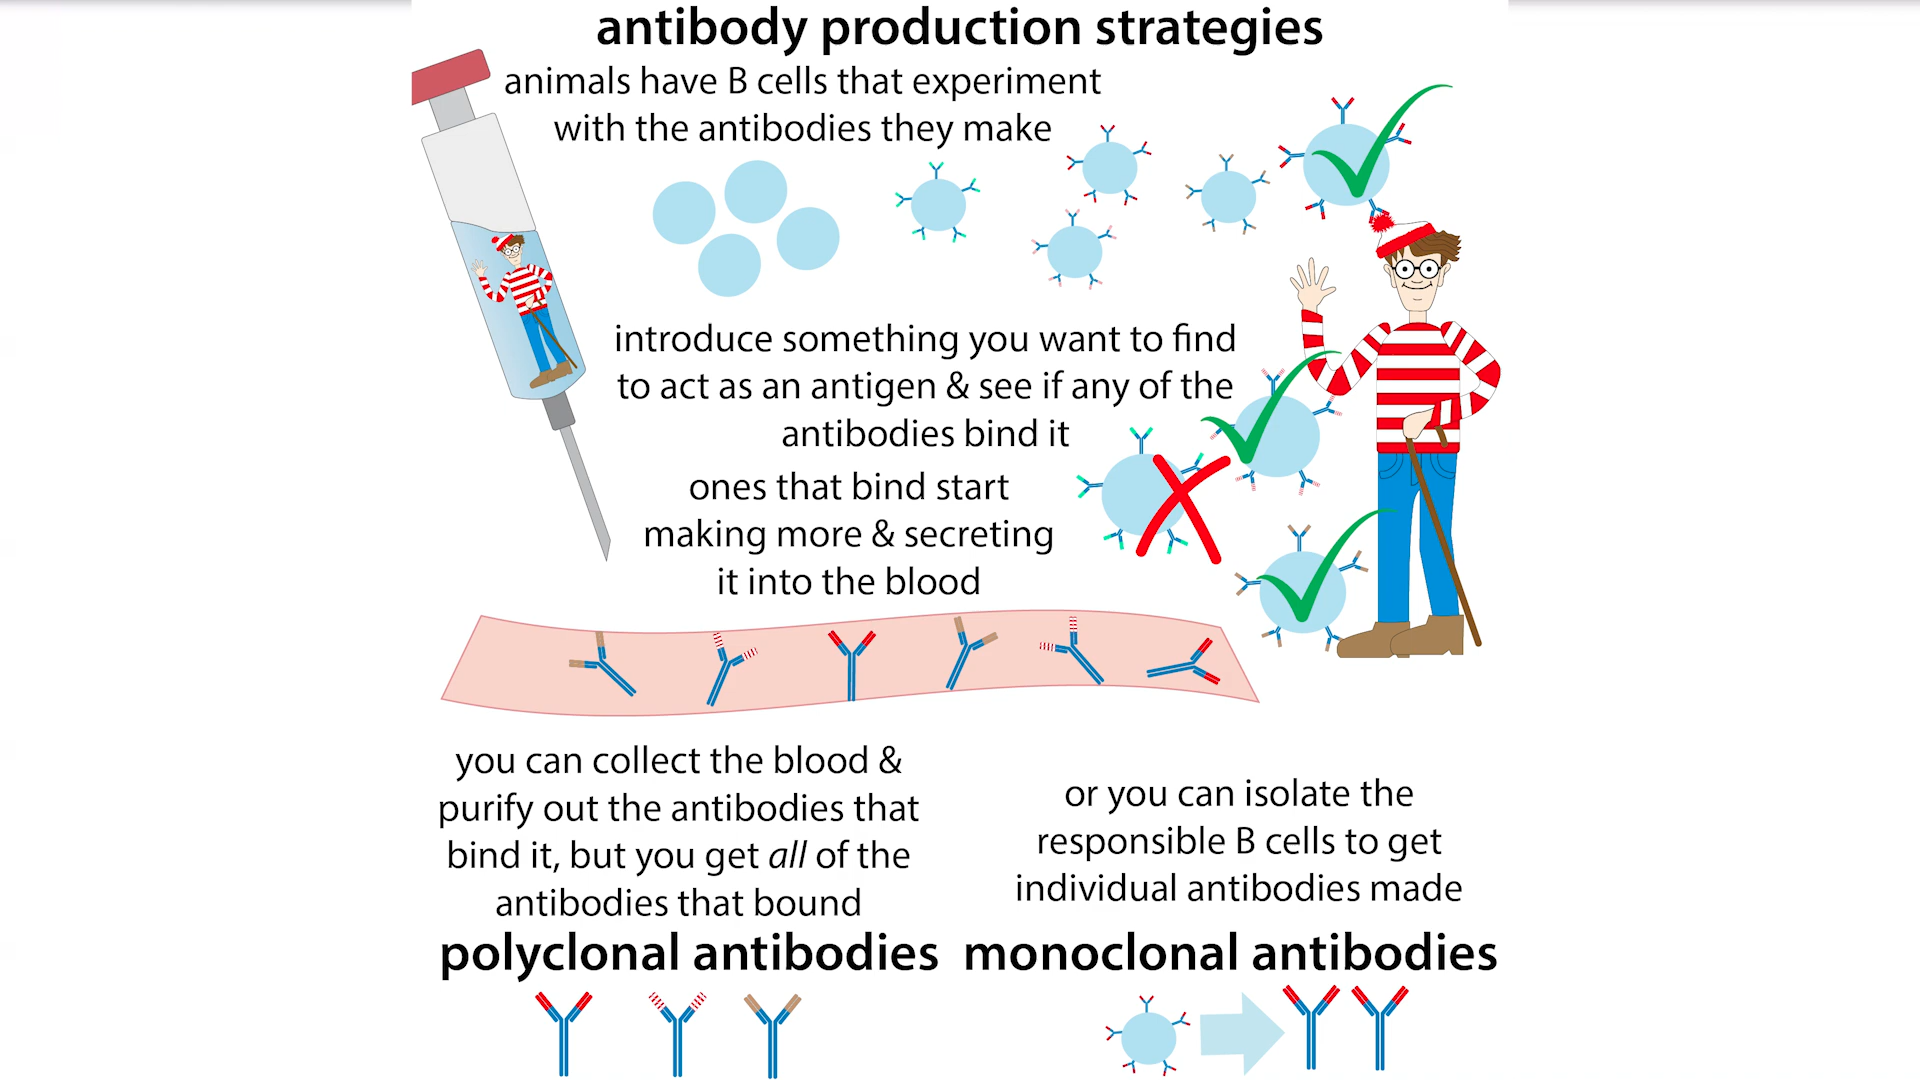 antibody production strategies
animals have B cells that experiment
with the antibodies they make
introduce something you want to find
to act as an antigen & see if any of the
antibodies bind it
ones that bind start
making more & secreting
it into the blood
you can collect the blood &
purify out the antibodies that
bind it, but you get all of the
antibodies that bound
polyclonal antibodies
or you can isolate the
responsible B cells to get
individual antibodies made
monoclonal antibodies